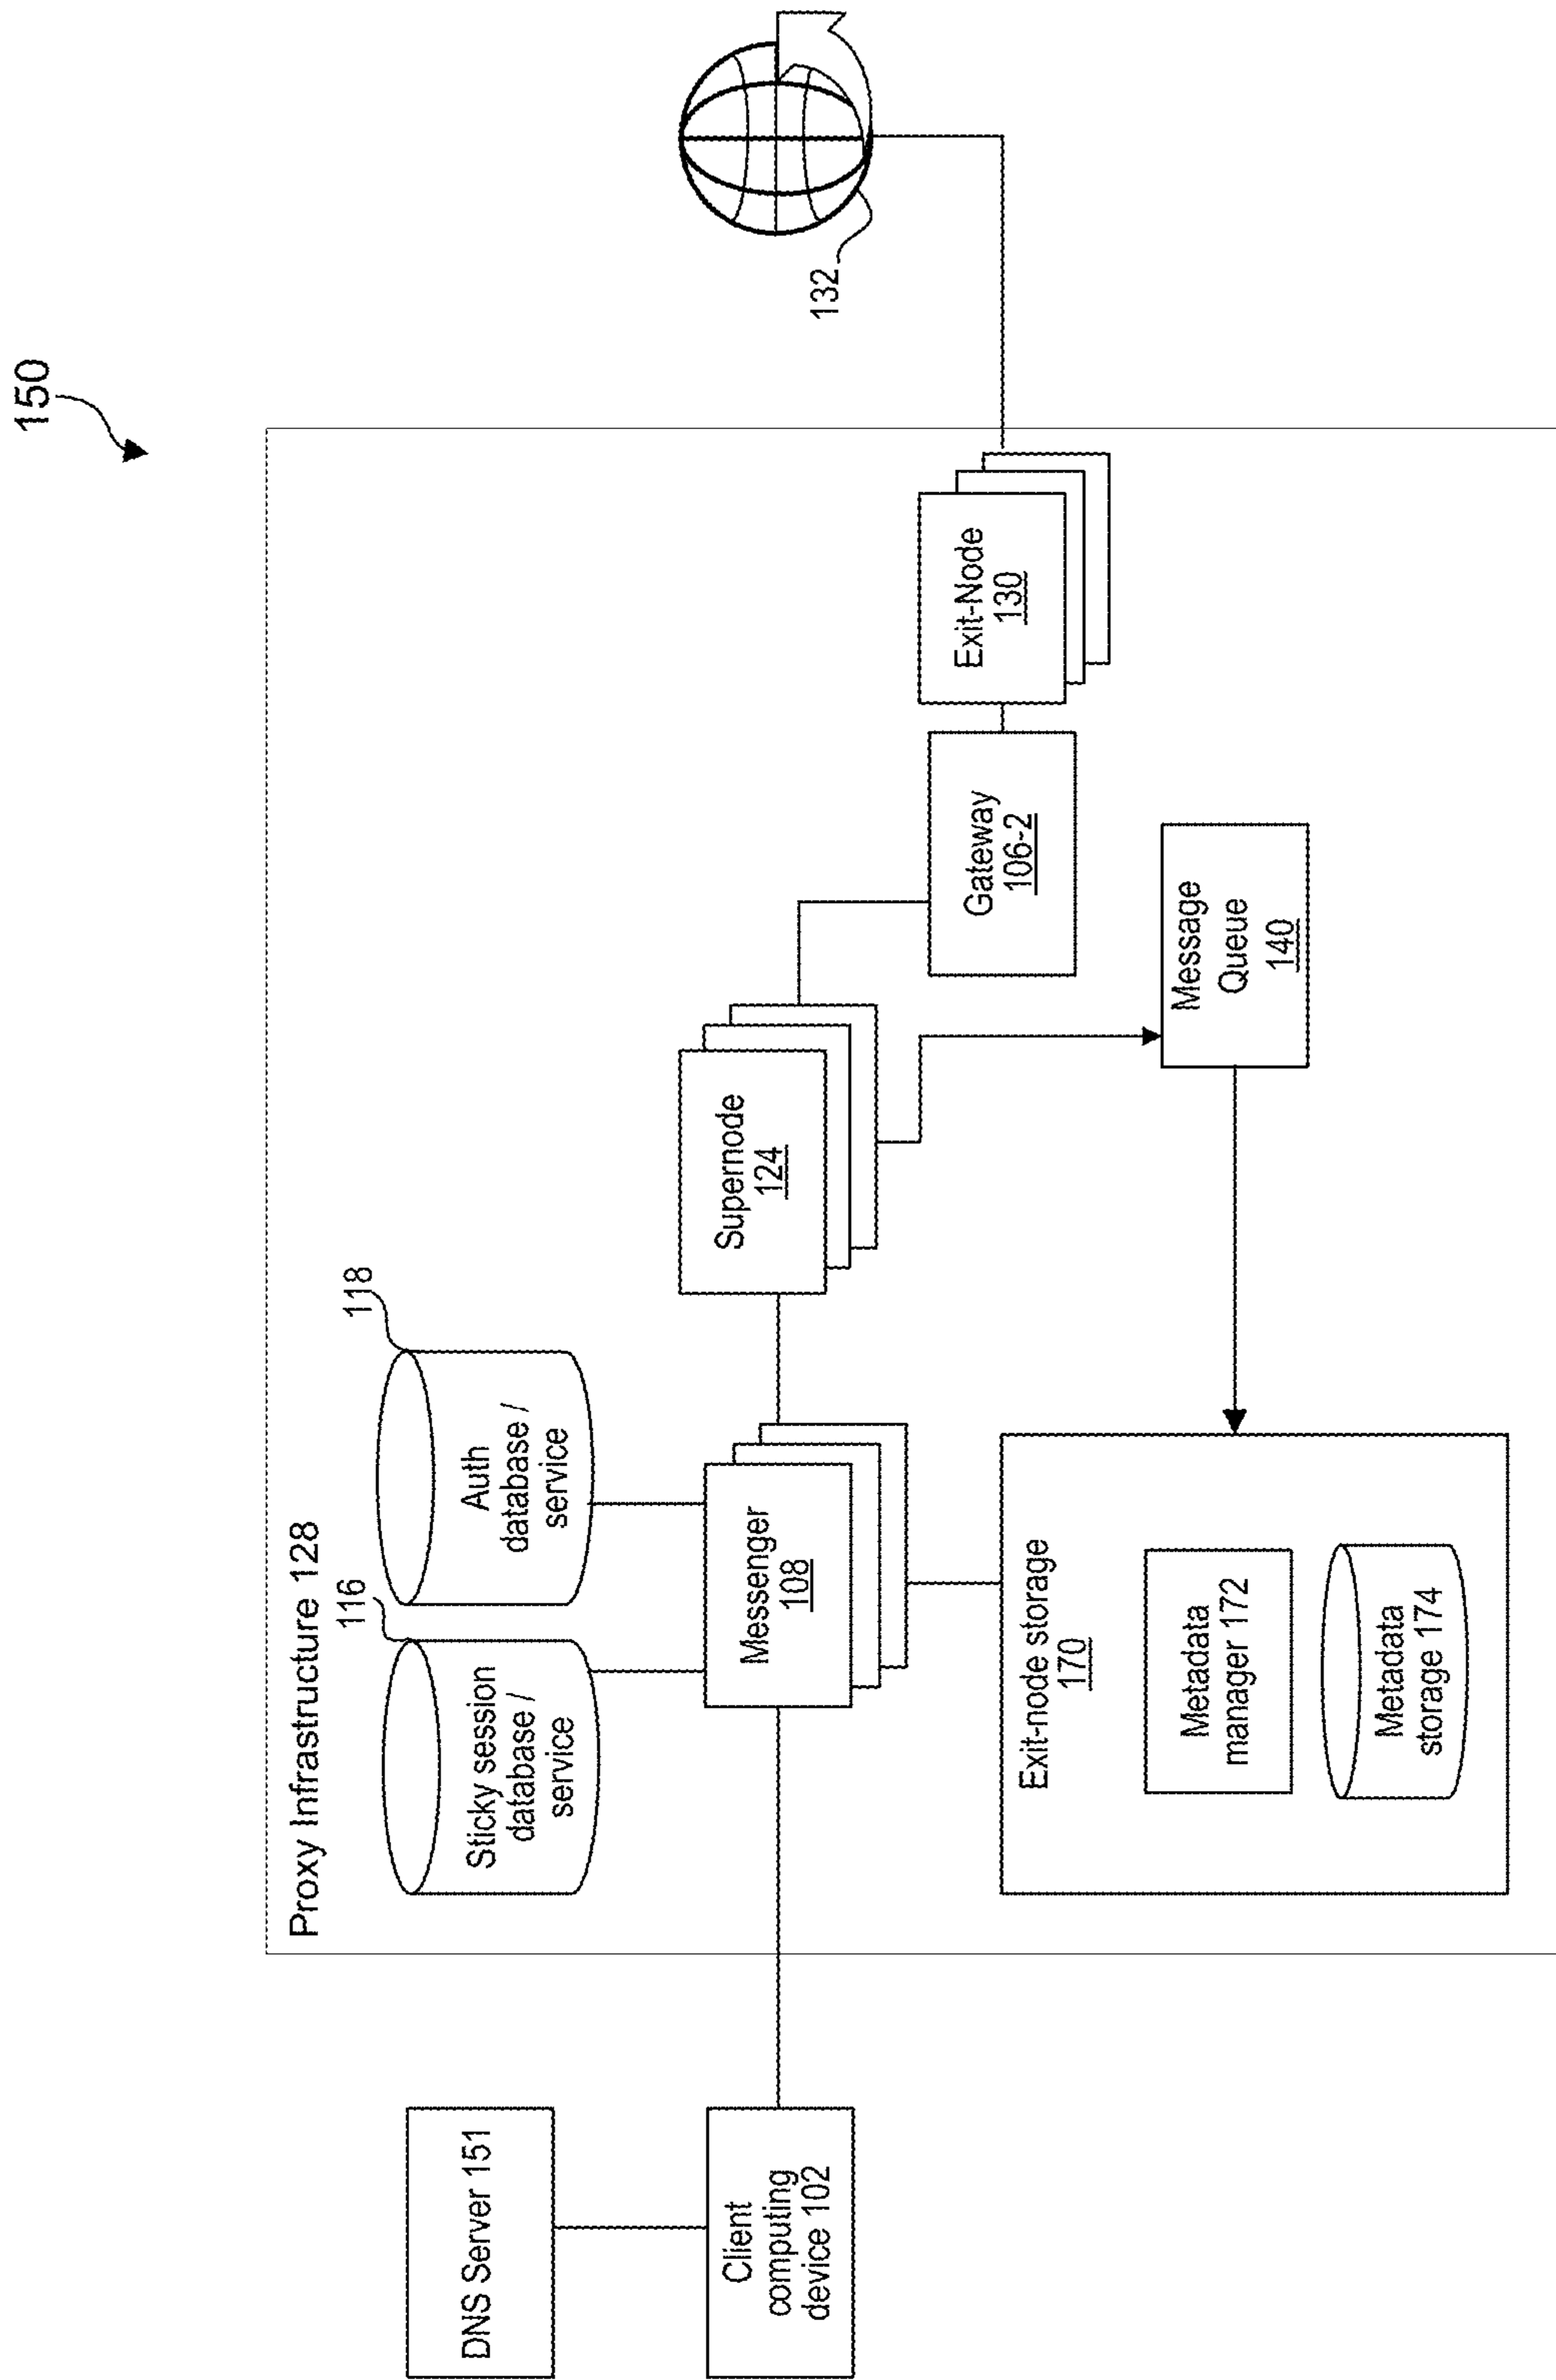 150
Proxy Infrastructure 128
DNS Server 151
Client
computing
device 102
116
Sticky session
database /
service
118
Auth
database /
service
Messenger
108
Supernode
124
Gateway
106-2
Exit-Node
130
132
Exit-node storage
170
Metadata
manager 172
Metadata
storage 174
Message
Queue
140